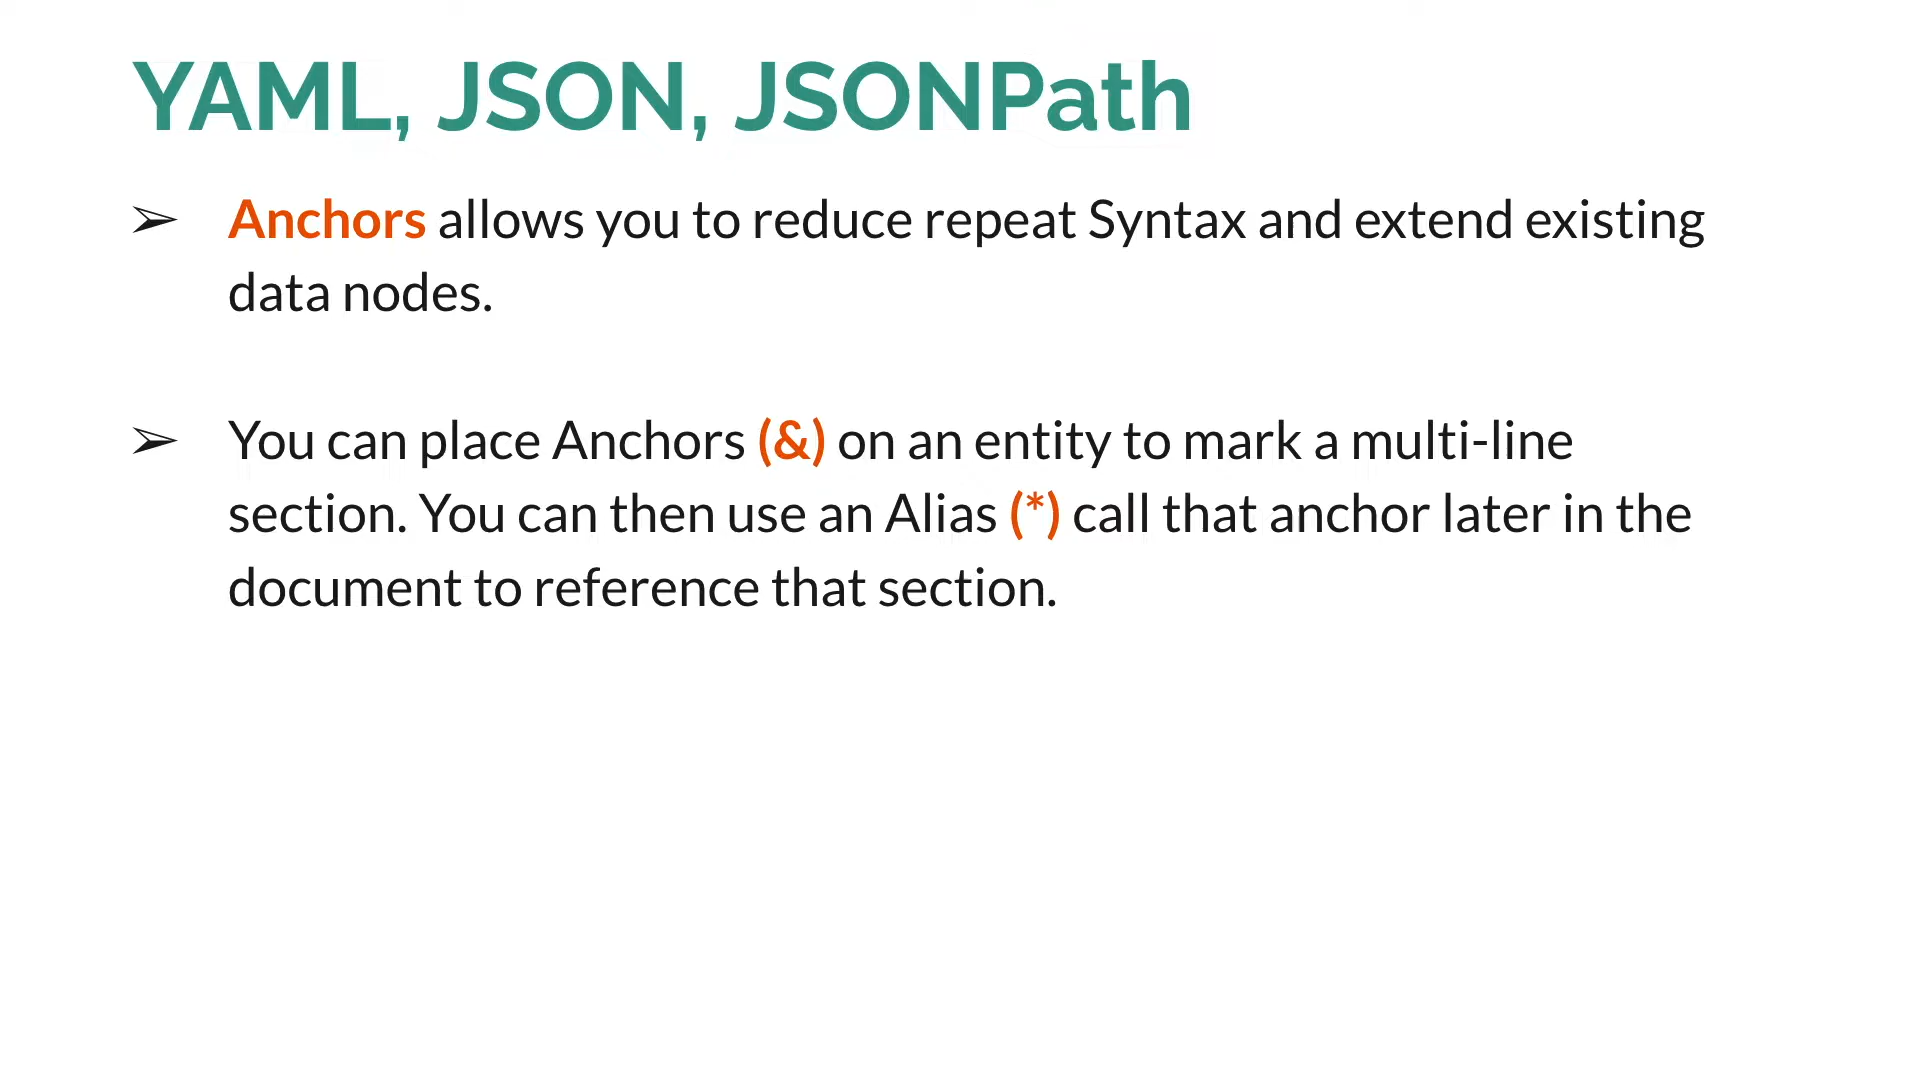 YAML, JSON, JSONPath
➢ Anchors allows you to reduce repeat Syntax and extend existing
data nodes.
➢ You can place Anchors (&) on an entity to mark a multi-line
section. You can then use an Alias (*) call that anchor later in the
document to reference that section.